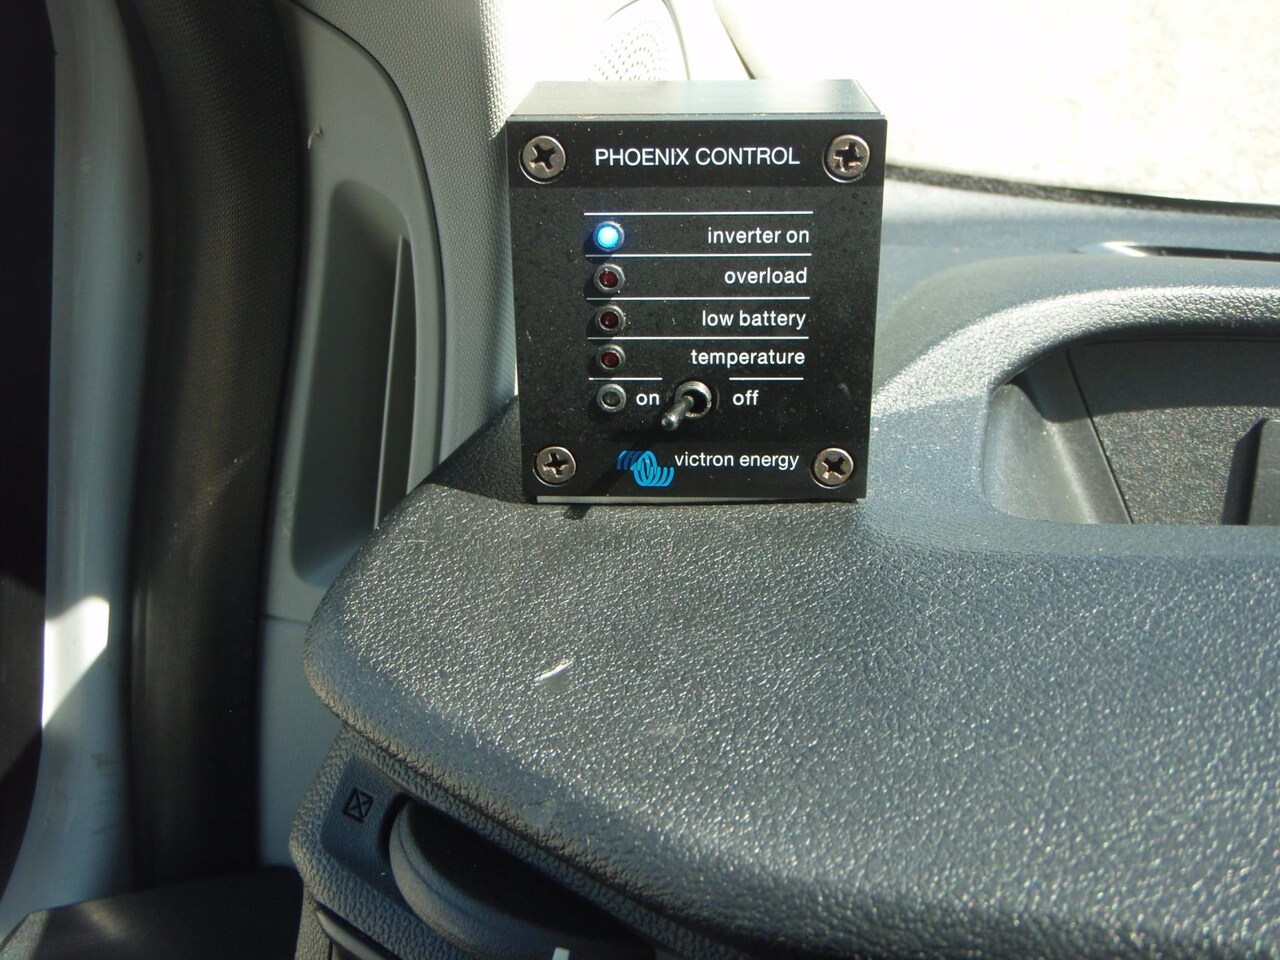 PHOENIX CONTROL
inverter on
overload
low battery
temperature
on off
victron energy